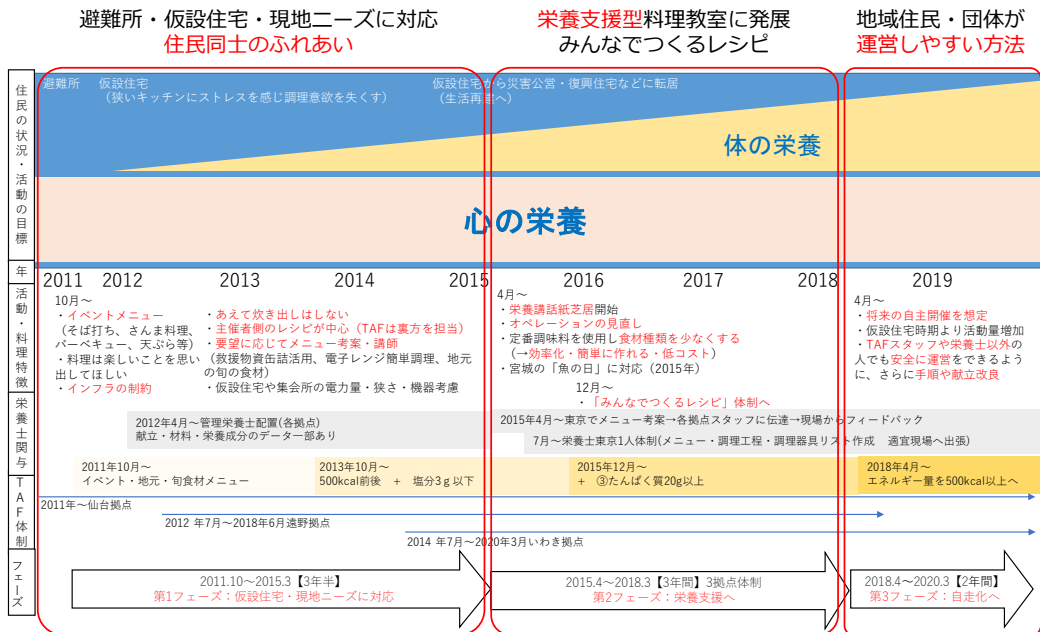 避難所・仮設住宅・現地ニーズに対応
住民同士のふれあい
栄養支援型料理教室に発展
みんなでつくるレシピ
地域住民・団体が
運営しやすい方法
住民の状況・活動の目標
避難所
仮設住宅
(狭いキッチンにストレスを感じ調理意欲を失くす)
仮設住宅から災害公営・復興住宅などに転居
(生活再建へ)
体の栄養
心の栄養
年
2011 2012 2013 2014 2015 2016 2017 2018 2019
活動・料理特徴
10月~
・イベントメニュー
(そば打ち、さんま料理、
バーベキュー、天ぷら等)
・料理は楽しいことを思い
出してほしい
・インフラの制約
・あえて炊き出しはしない
・主催者側のレシピが中心(TAFは裏方を担当)
・要望に応じてメニュー考案・講師
(救援物資缶詰活用、電子レンジ簡単調理、地元
の旬の食材)
・仮設住宅や集会所の電力量・狭さ・機器考慮
4月~
・栄養講話紙芝居開始
・オペレーションの見直し
・定番調味料を使用し食材種類を少なくする
(→効率化・簡単に作れる・低コスト)
・宮城の「魚の日」に対応(2015年)
12月~
・「みんなでつくるレシピ」体制へ
4月~
・将来の自主開催を想定
・仮設住宅時期より活動量増加
・TAFスタッフや栄養士以外の
人でも安全に運営をできるよう
に、さらに手順や献立改良
栄養士関与
2012年4月~管理栄養士配置(各拠点)
献立・材料・栄養成分のデータ一部あり
2015年4月~東京でメニュー考案→各拠点スタッフに伝達→現場からフィードバック
7月~栄養士東京1人体制(メニュー・調理工程・調理器具リスト作成 適宜現場へ出張)
2011年10月~
イベント・地元・旬食材メニュー
2013年10月~
500kcal前後 + 塩分3g以下
2015年12月~
+ ③たんぱく質20g以上
2018年4月~
エネルギー量を500kcal以上へ
TAF体制
2011年~仙台拠点
2012 年7月~2018年6月遠野拠点
2014 年7月~2020年3月いわき拠点
フェーズ
2011.10~2015.3【3年半】
第1フェーズ:仮設住宅・現地ニーズに対応
2015.4~2018.3【3年間】3拠点体制
第2フェーズ:栄養支援へ
2018.4~2020.3【2年間】
第3フェーズ:自走化へ